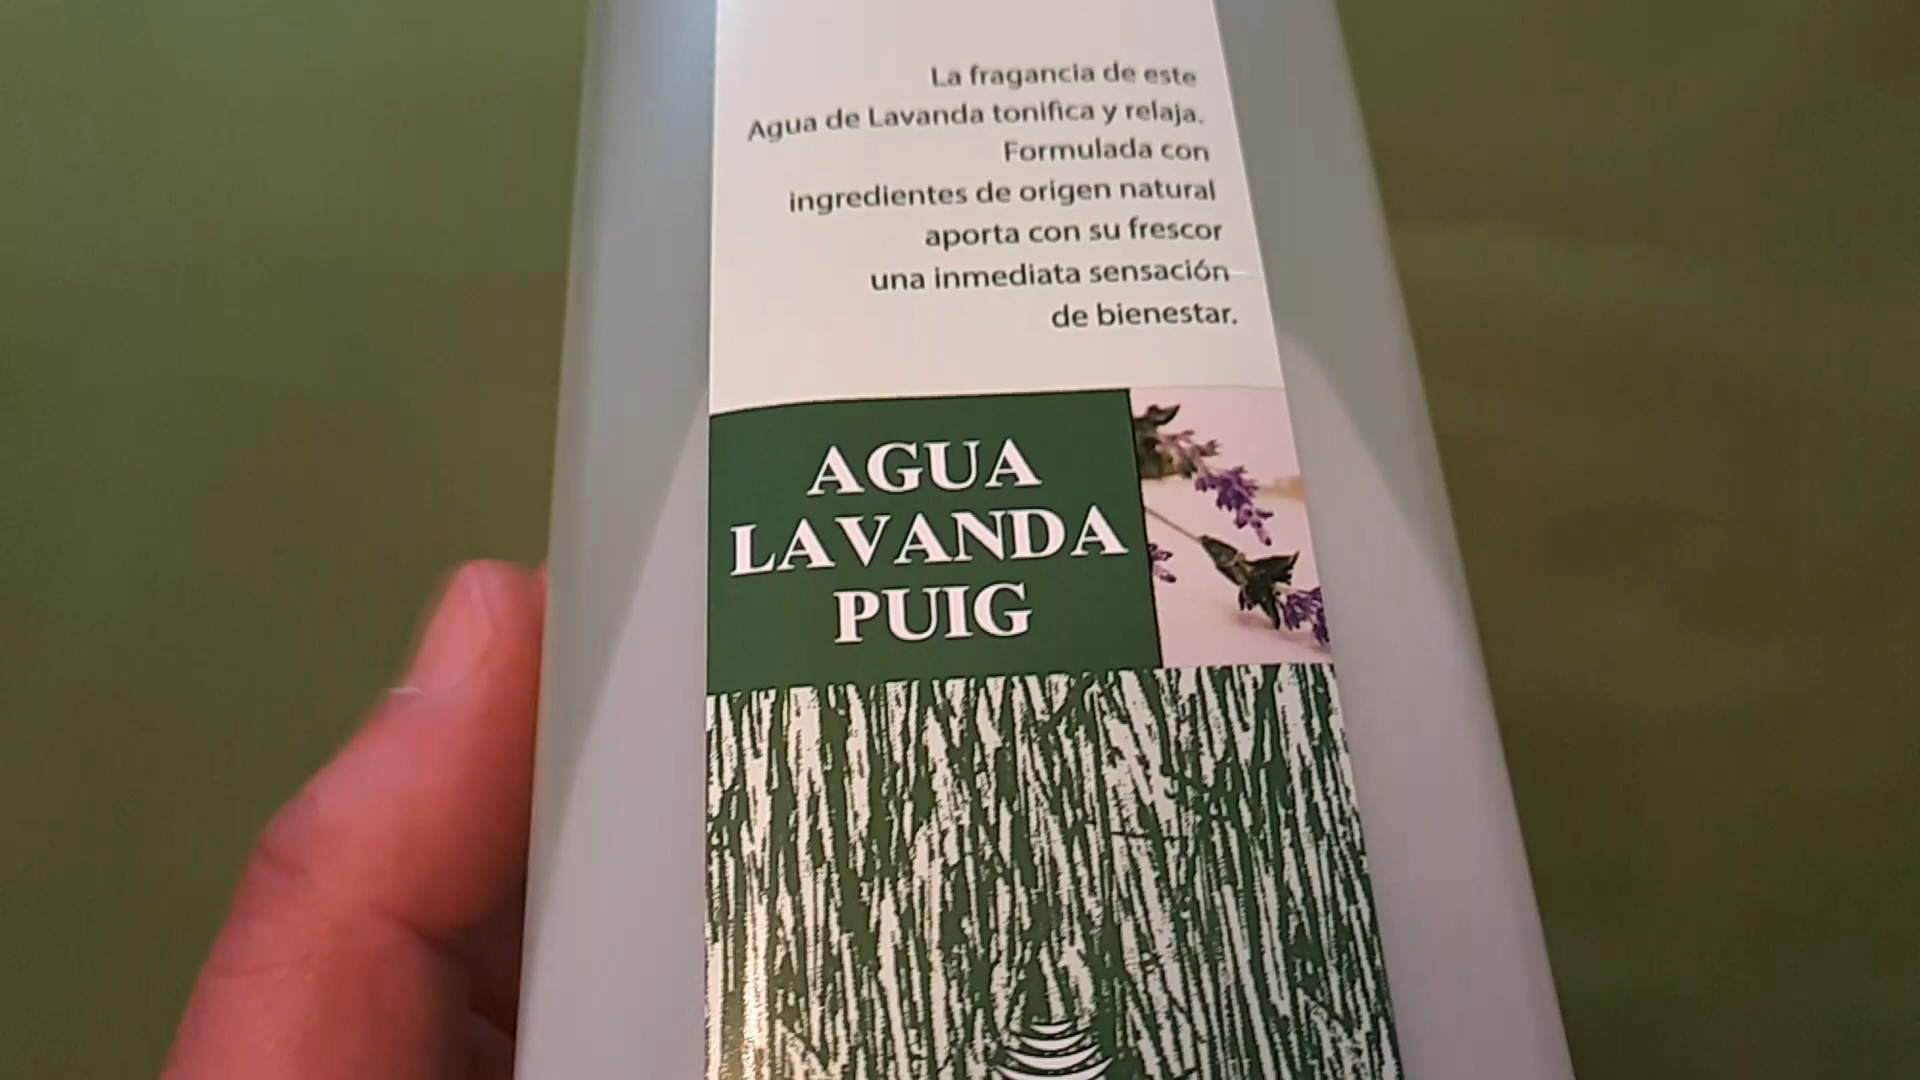 La fragancia de este
Agua de Lavanda tonifica y relaja.
Formulada con
ingredientes de origen natural
aporta con su frescor
una inmediata sensación
de bienestar.
AGUA
LAVANDA
PUIG